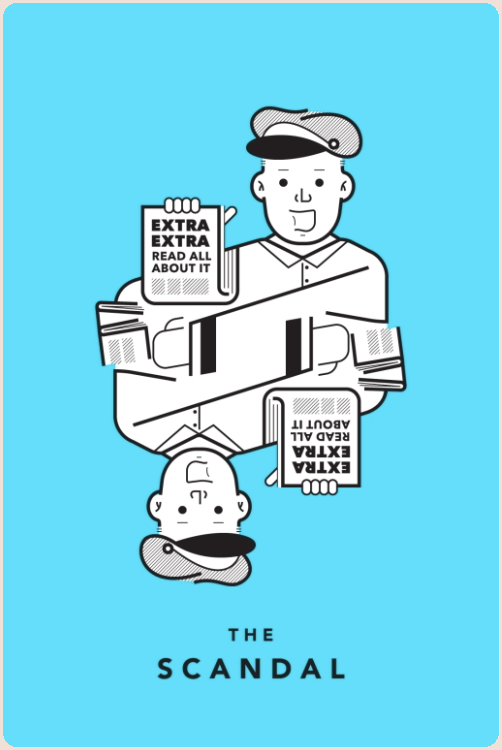 EXTRA
EXTRA
READ ALL
ABOUT IT
EXTRA
EXTRA
READ ALL
ABOUT IT
THE
SCANDAL